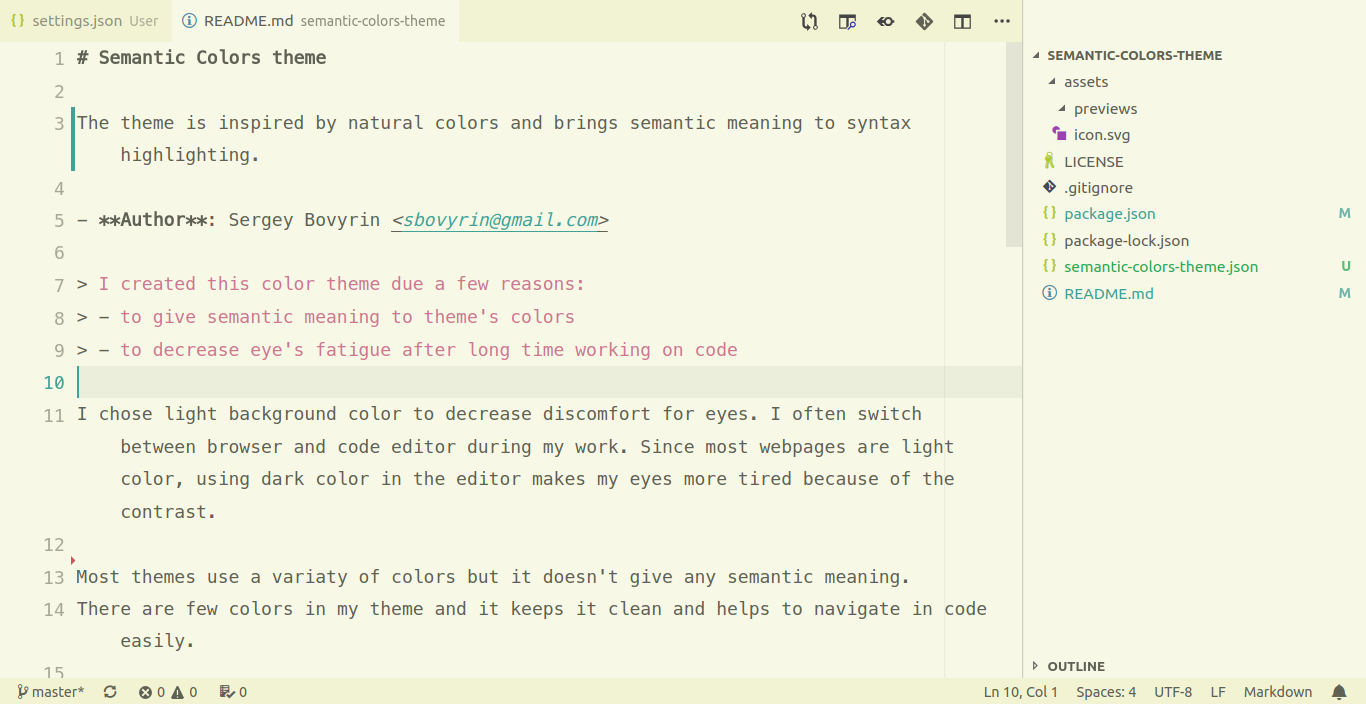 {} settings.json User
README.md semantic-colors-theme
1 # Semantic Colors theme
2
3 The theme is inspired by natural colors and brings semantic meaning to syntax
highlighting.
4
5 - **Author**: Sergey Bovyrin <sbovyrin@gmail.com>
6
7 > I created this color theme due a few reasons:
8 > - to give semantic meaning to theme's colors
9 > - to decrease eye's fatigue after long time working on code
10
11 I chose light background color to decrease discomfort for eyes. I often switch
between browser and code editor during my work. Since most webpages are light
color, using dark color in the editor makes my eyes more tired because of the
contrast.
12
13 Most themes use a variaty of colors but it doesn't give any semantic meaning.
14 There are few colors in my theme and it keeps it clean and helps to navigate in code
easily.
15
SEMANTIC-COLORS-THEME
assets
previews
icon.svg
LICENSE
.gitignore
{} package.json M
{} package-lock.json
{} semantic-colors-theme.json U
README.md M
OUTLINE
master* 0 0 0 Ln 10, Col 1 Spaces: 4 UTF-8 LF Markdown